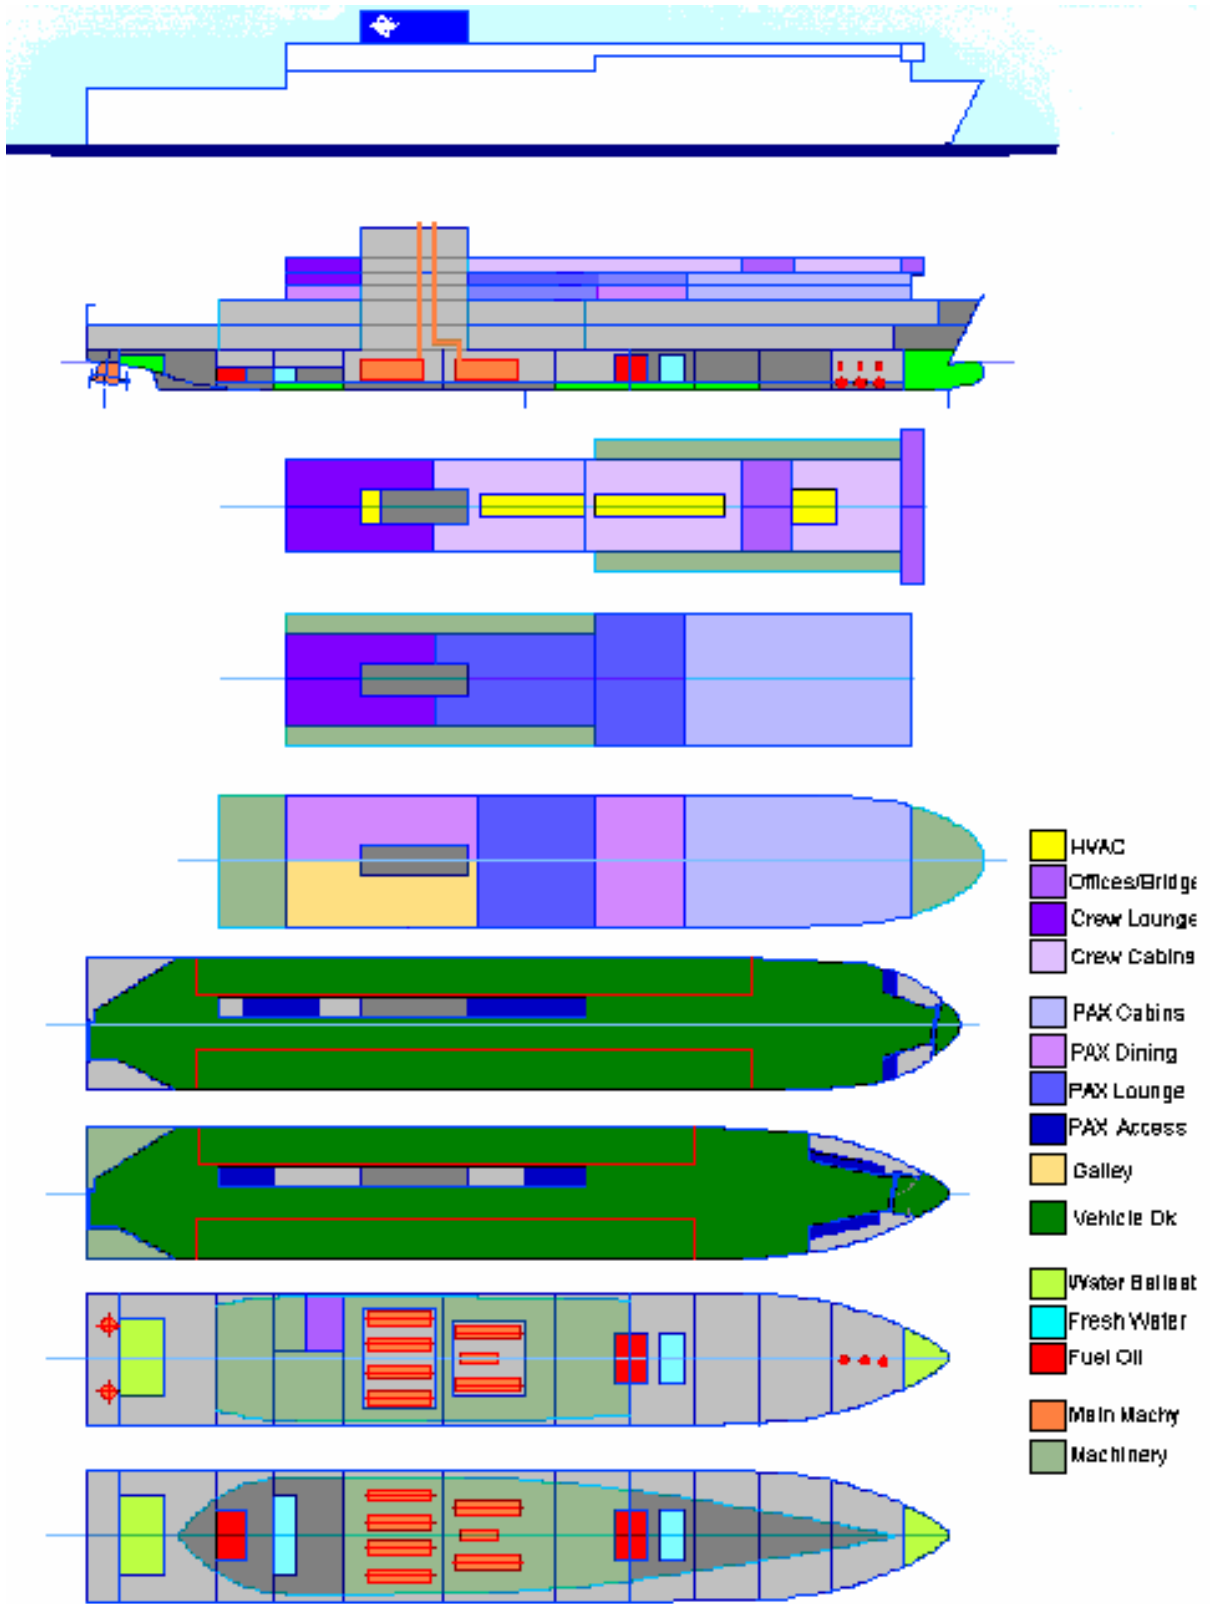 HVAC
Offices/Bridge
Crew Lounge
Crew Cabins
PAX Cabins
PAX Dining
PAX Lounge
PAX Access
Galley
Vehicle Dk
Water Ballast
Fresh Water
Fuel Oil
Main Machy
Machinery